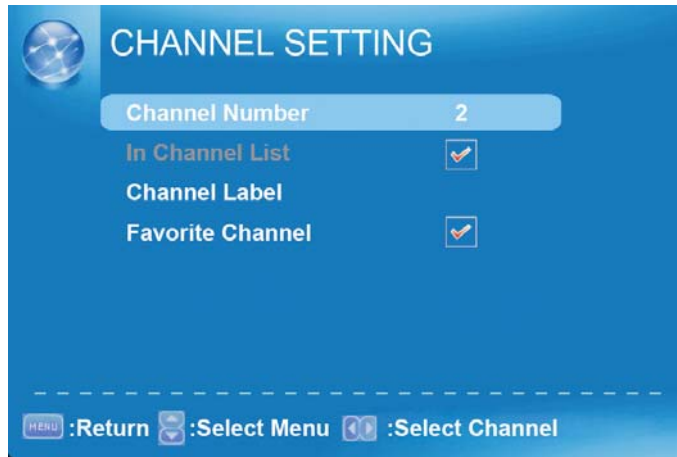 CHANNEL SETTING
Channel Number 2
In Channel List
Channel Label
Favorite Channel
MENU :Return :Select Menu :Select Channel